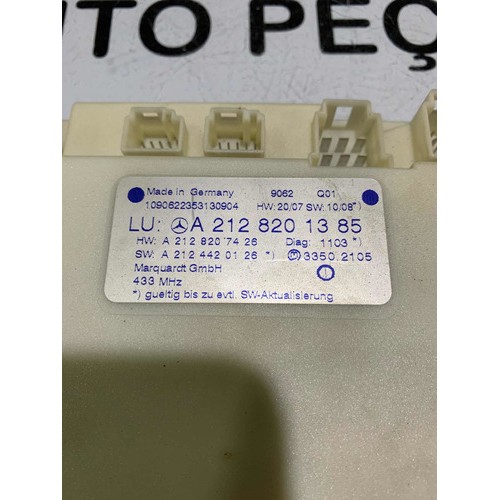 UTO PEÇ
Made in Germany 9062 Q01
1090622353130904 HW: 20/07 SW: 10/08*)
LU: A 212 820 13 85
HW: A 212 820 74 26 Diag: 1103 *)
SW: A 212 442 01 26 *) 3350.2105
Marquardt GmbH
433 MHz
*) gueltig bis zu evtl. SW-Aktualisierung